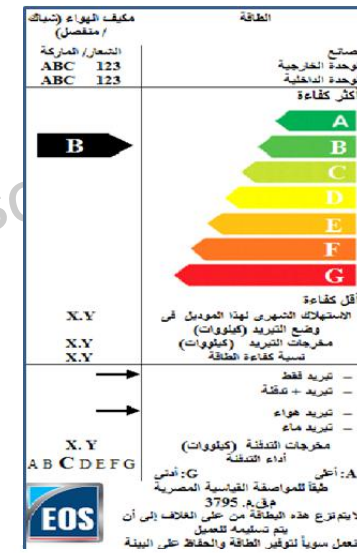 الطاقة
مكيف الهواء (شباك / منفصل)
صانع
الشعار/ الماركة
وحدة الخارجية
ABC 123
وحدة الداخلية
ABC 123
أكثر كفاءة
A
B
B
C
D
E
F
G
أقل كفاءة
الاستهلاك الشهرى لهذا الموديل فى
وضع التبريد (كيلووات)
X.Y
مخرجات التبريد (كيلووات)
X.Y
نسبة كفاءة الطاقة
X.Y
– تبريد فقط
– تبريد + تدفئة
– تبريد هواء
– تبريد ماء
مخرجات التدفئة (كيلووات)
X. Y
أداء التدفئة
A B C D E F G
A: أعلى G: أدنى
طبقاً للمواصفة القياسية المصرية
م.ق.م. 3795
لايتم نزع هذه البطاقة من على الغلاف إلى أن
يتم تسليمه للعميل
نعمل سوياً لتوفير الطاقة والحفاظ على البيئة
EOS